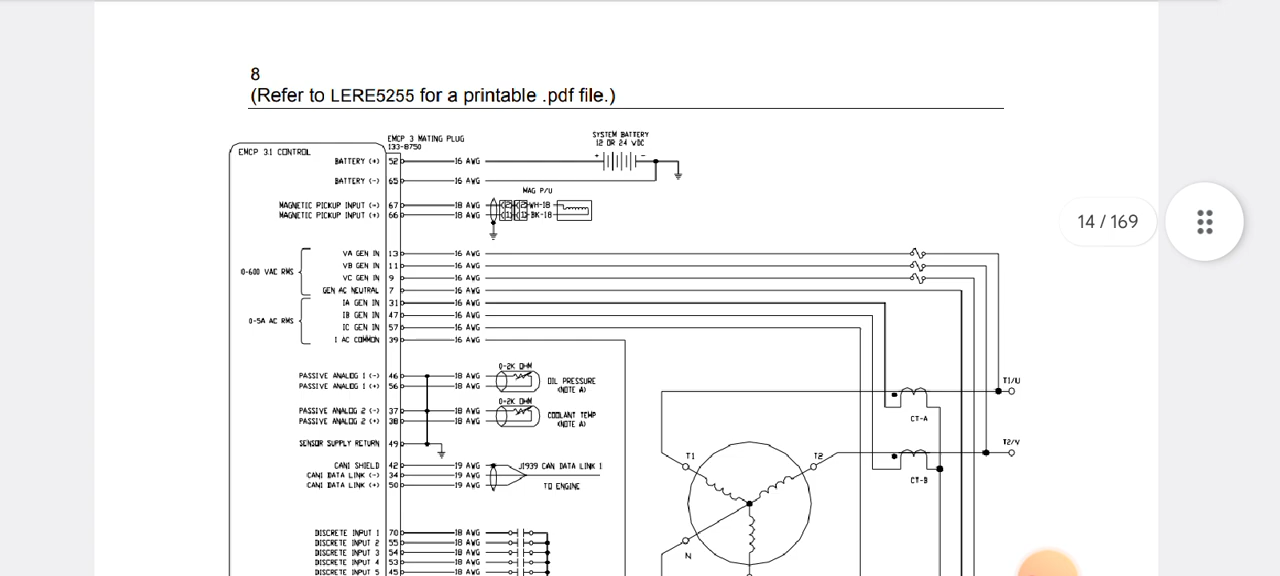 8
(Refer to LERE5255 for a printable .pdf file.)
EMCP 3.1 CONTROL
EMCP 3 MATING PLUG
133-8750
SYSTEM BATTERY
12 OR 24 VDC
+ -
BATTERY (+) 52 16 AWG
BATTERY (-) 65 16 AWG
MAG P/U
MAGNETIC PICKUP INPUT (-) 67 18 AWG 2 2 WH-18
MAGNETIC PICKUP INPUT (+) 66 18 AWG 1 1 BK-18
14 / 169
0-600 VAC RMS
VA GEN IN 13 16 AWG
VB GEN IN 11 16 AWG
VC GEN IN 9 16 AWG
GEN AC NEUTRAL 7 16 AWG
0-5A AC RMS
IA GEN IN 31 16 AWG
IB GEN IN 47 16 AWG
IC GEN IN 57 16 AWG
I AC COMMON 39 16 AWG
0-2K OHM
PASSIVE ANALOG 1 (-) 46 18 AWG
PASSIVE ANALOG 1 (+) 56 18 AWG
OIL PRESSURE
(NOTE A)
0-2K OHM
PASSIVE ANALOG 2 (-) 37 18 AWG
PASSIVE ANALOG 2 (+) 38 18 AWG
COOLANT TEMP
(NOTE A)
SENSOR SUPPLY RETURN 49
CAN1 SHIELD 42 19 AWG
CAN1 DATA LINK (-) 34 19 AWG
CAN1 DATA LINK (+) 50 19 AWG
J1939 CAN DATA LINK 1
TO ENGINE
T1/U
CT-A
T2/V
CT-B
T1
T2
N
DISCRETE INPUT 1 70 18 AWG
DISCRETE INPUT 2 55 18 AWG
DISCRETE INPUT 3 54 18 AWG
DISCRETE INPUT 4 53 18 AWG
DISCRETE INPUT 5 45 18 AWG